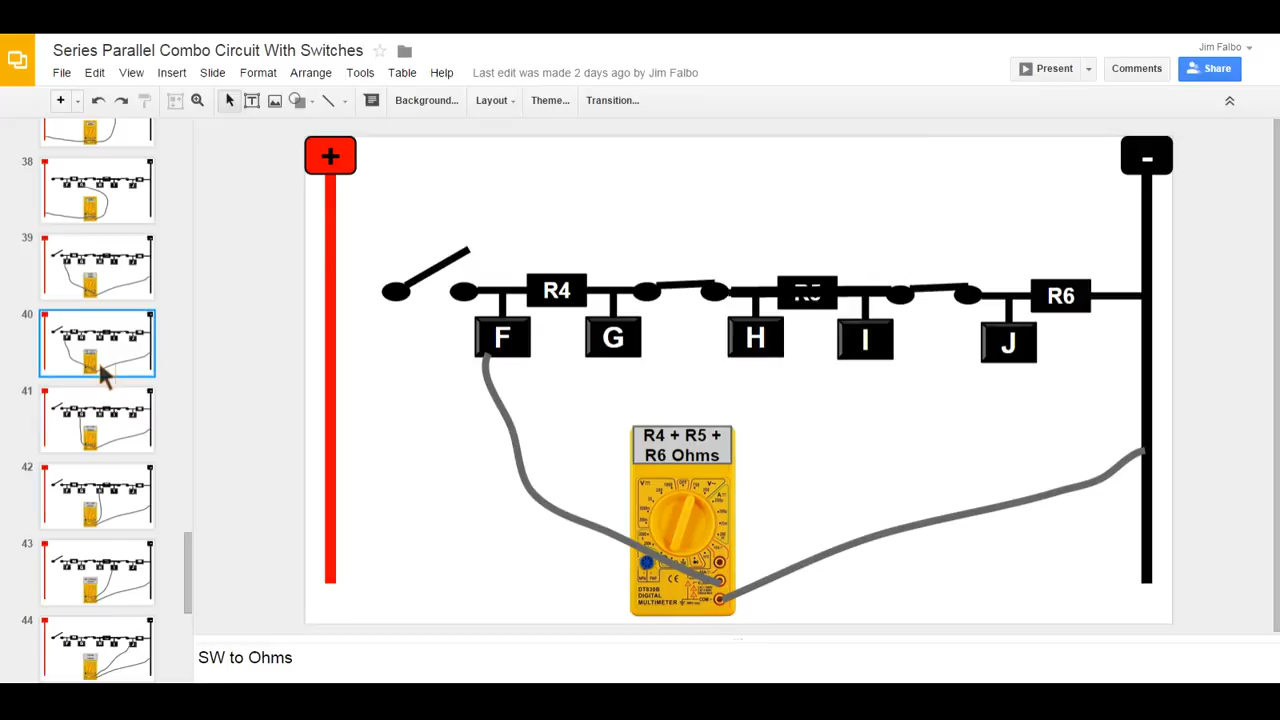 Series Parallel Combo Circuit With Switches
Jim Falbo
File Edit View Insert Slide Format Arrange Tools Table Help Last edit was made 2 days ago by Jim Falbo
Present Comments Share
Background... Layout Theme... Transition...
38
39
40
41
42
43
44
+ -
R4 R5 R6
F G H I J
R4 + R5 +
R6 Ohms
DT830B
DIGITAL
MULTIMETER
COM
SW to Ohms